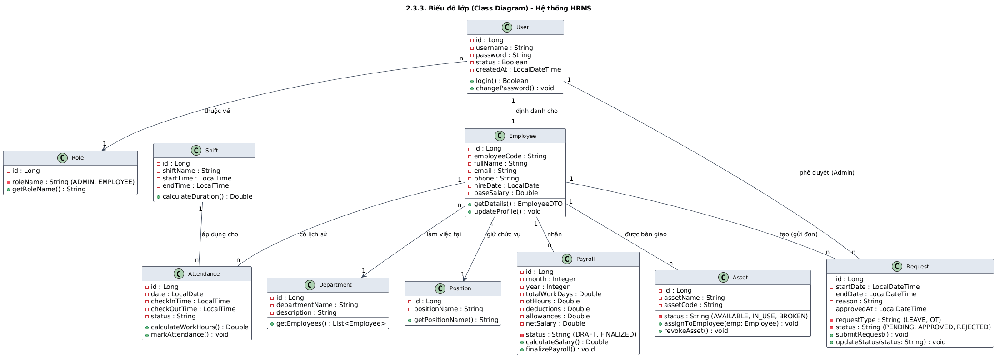 2.3.3. Biểu đồ lớp (Class Diagram) - Hệ thống HRMS
C User
id : Long
username : String
password : String
status : Boolean
createdAt : LocalDateTime
login() : Boolean
changePassword() : void
n
1
thuộc về
1
1
định danh cho
1
phê duyệt (Admin)
n
C Role
id : Long
roleName : String (ADMIN, EMPLOYEE)
getRoleName() : String
C Shift
id : Long
shiftName : String
startTime : LocalTime
endTime : LocalTime
calculateDuration() : Double
C Employee
id : Long
employeeCode : String
fullName : String
email : String
phone : String
hireDate : LocalDate
baseSalary : Double
getDetails() : EmployeeDTO
updateProfile() : void
1
áp dụng cho
n
1
có lịch sử
n
n
làm việc tại
1
n
giữ chức vụ
1
1
nhận
n
1
được bàn giao
n
1
tạo (gửi đơn)
n
C Attendance
id : Long
date : LocalDate
checkInTime : LocalTime
checkOutTime : LocalTime
status : String
calculateWorkHours() : Double
markAttendance() : void
C Department
id : Long
departmentName : String
description : String
getEmployees() : List<Employee>
C Position
id : Long
positionName : String
getPositionName() : String
C Payroll
id : Long
month : Integer
year : Integer
totalWorkDays : Double
otHours : Double
deductions : Double
allowances : Double
netSalary : Double
status : String (DRAFT, FINALIZED)
calculateSalary() : Double
finalizePayroll() : void
C Asset
id : Long
assetName : String
assetCode : String
status : String (AVAILABLE, IN_USE, BROKEN)
assignToEmployee(emp: Employee) : void
revokeAsset() : void
C Request
id : Long
startDate : LocalDateTime
endDate : LocalDateTime
reason : String
approvedAt : LocalDateTime
requestType : String (LEAVE, OT)
status : String (PENDING, APPROVED, REJECTED)
submitRequest() : void
updateStatus(status: String) : void